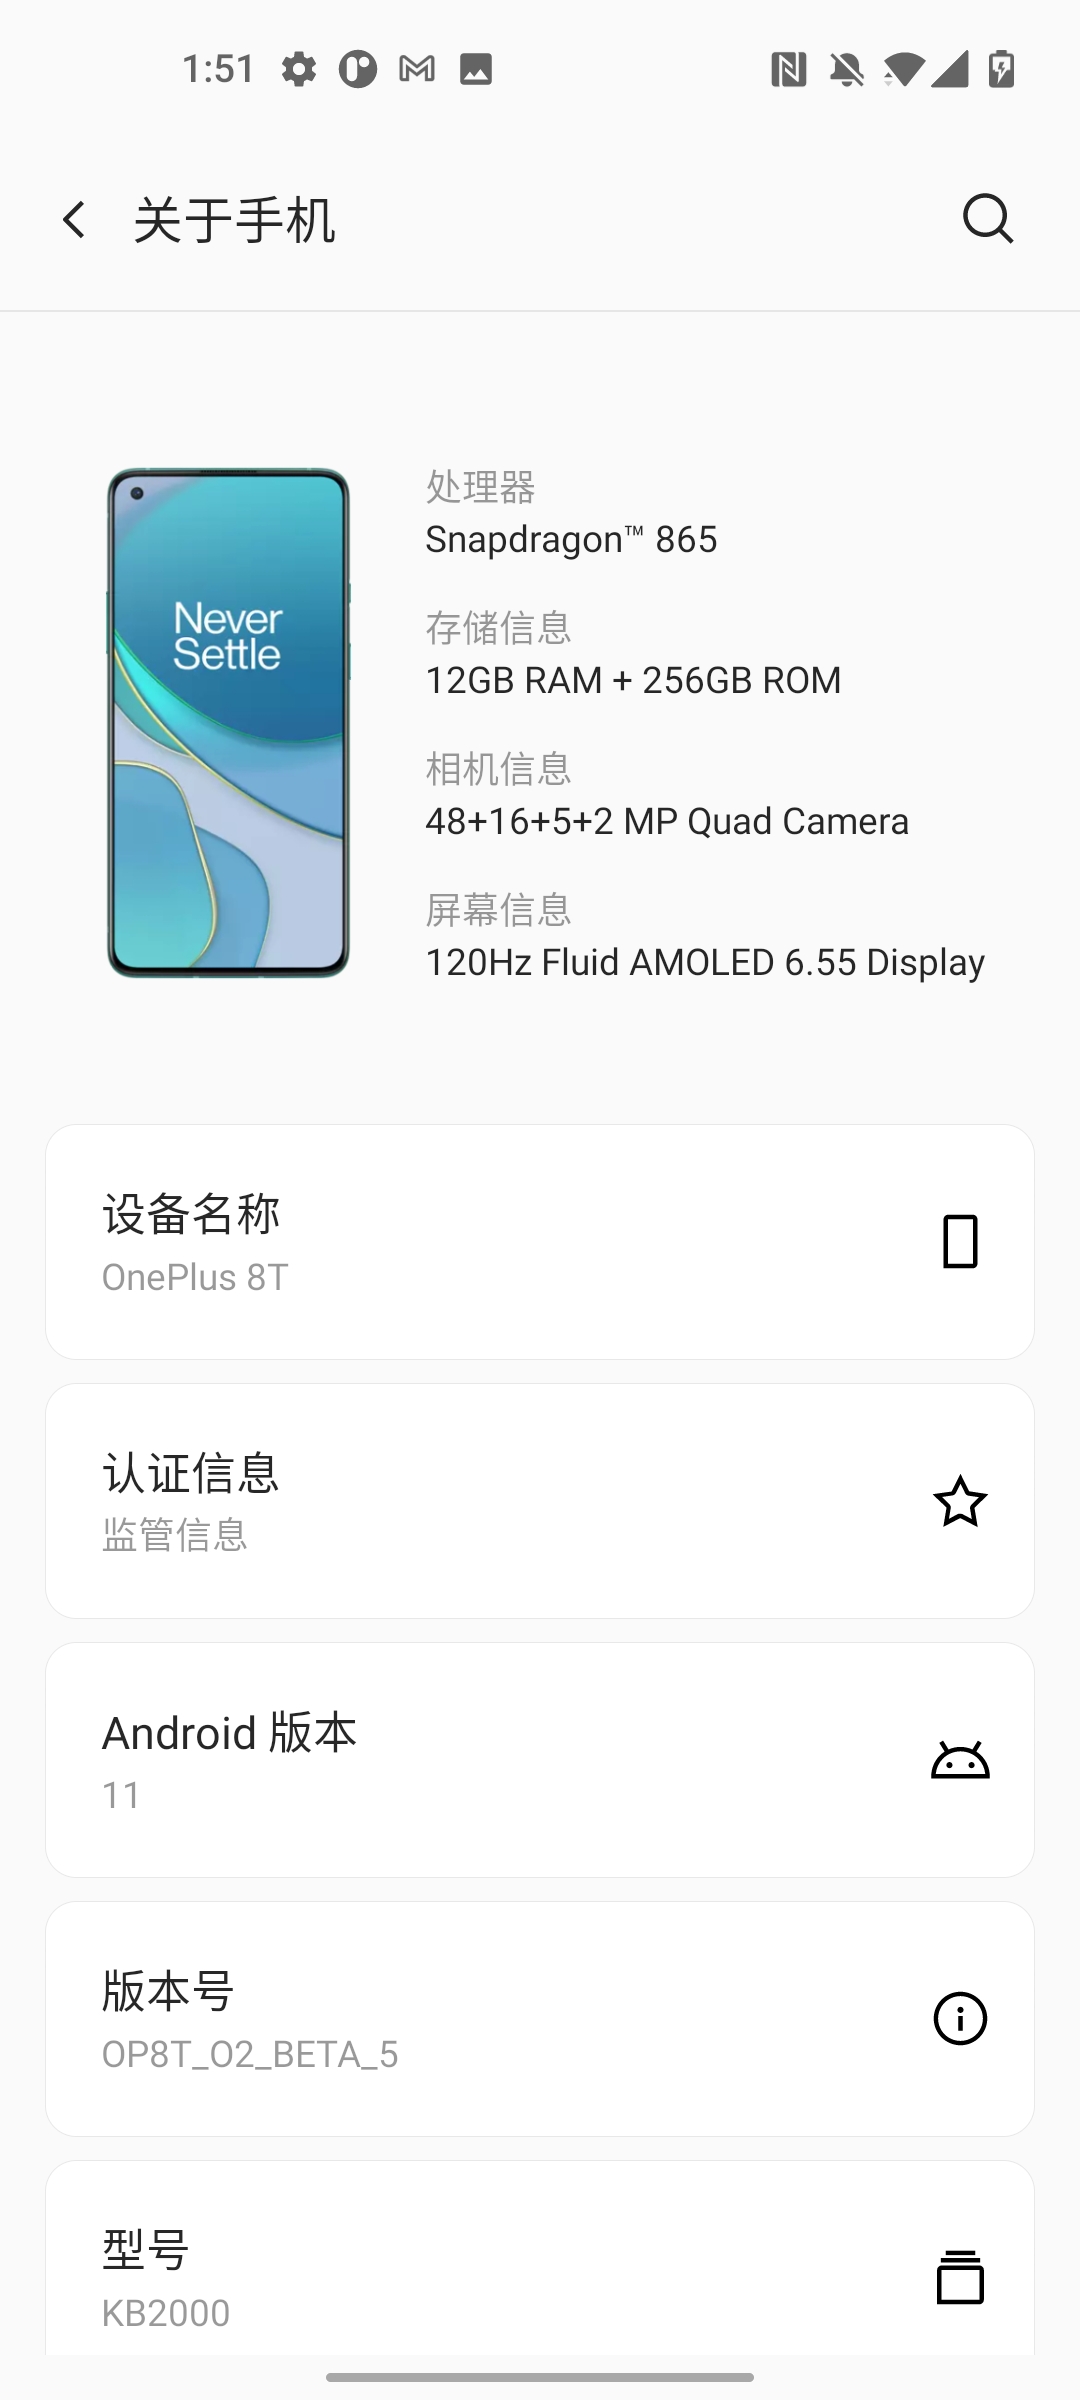 1:51
关于手机
处理器
Snapdragon™ 865
存储信息
12GB RAM + 256GB ROM
Never
Settle
相机信息
48+16+5+2 MP Quad Camera
屏幕信息
120Hz Fluid AMOLED 6.55 Display
设备名称
OnePlus 8T
认证信息
监管信息
Android 版本
11
版本号
OP8T_O2_BETA_5
型号
KB2000